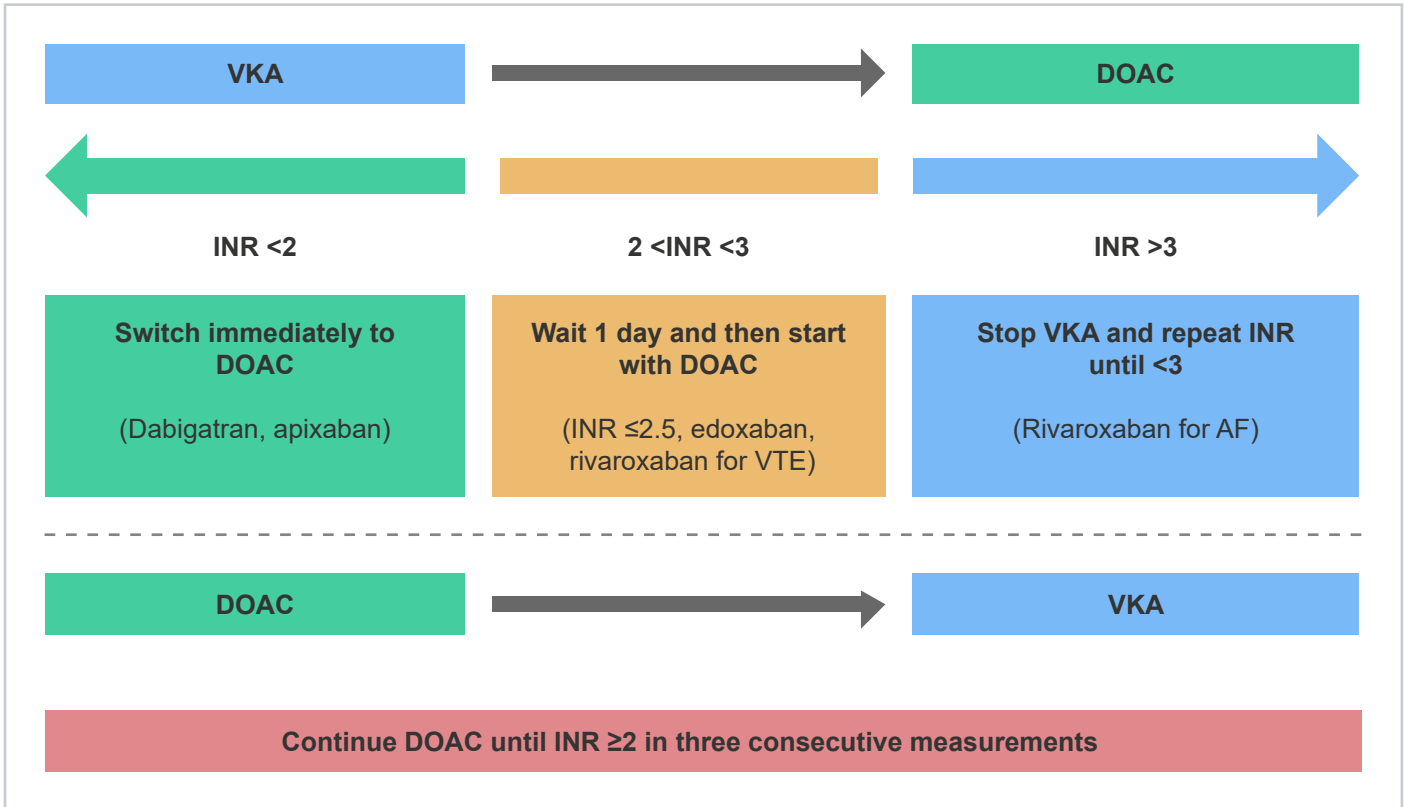 VKA
DOAC
INR <2
2 <INR <3
INR >3
Switch immediately to
DOAC
(Dabigatran, apixaban)
Wait 1 day and then start
with DOAC
(INR ≤2.5, edoxaban,
rivaroxaban for VTE)
Stop VKA and repeat INR
until <3
(Rivaroxaban for AF)
DOAC
VKA
Continue DOAC until INR ≥2 in three consecutive measurements